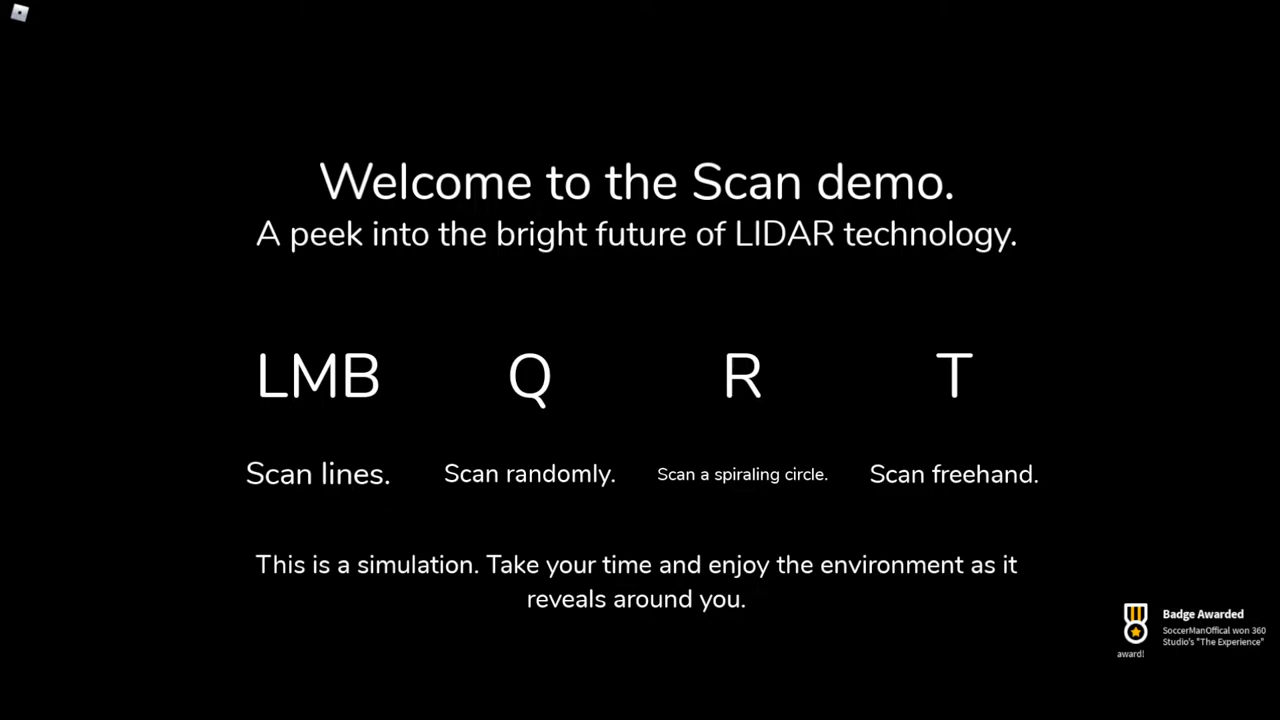 Welcome to the Scan demo.
A peek into the bright future of LIDAR technology.
LMB Q R T
Scan lines. Scan randomly. Scan a spiraling circle. Scan freehand.
This is a simulation. Take your time and enjoy the environment as it
reveals around you.
Badge Awarded
SoccerManOffical won 360
Studio's "The Experience"
award!